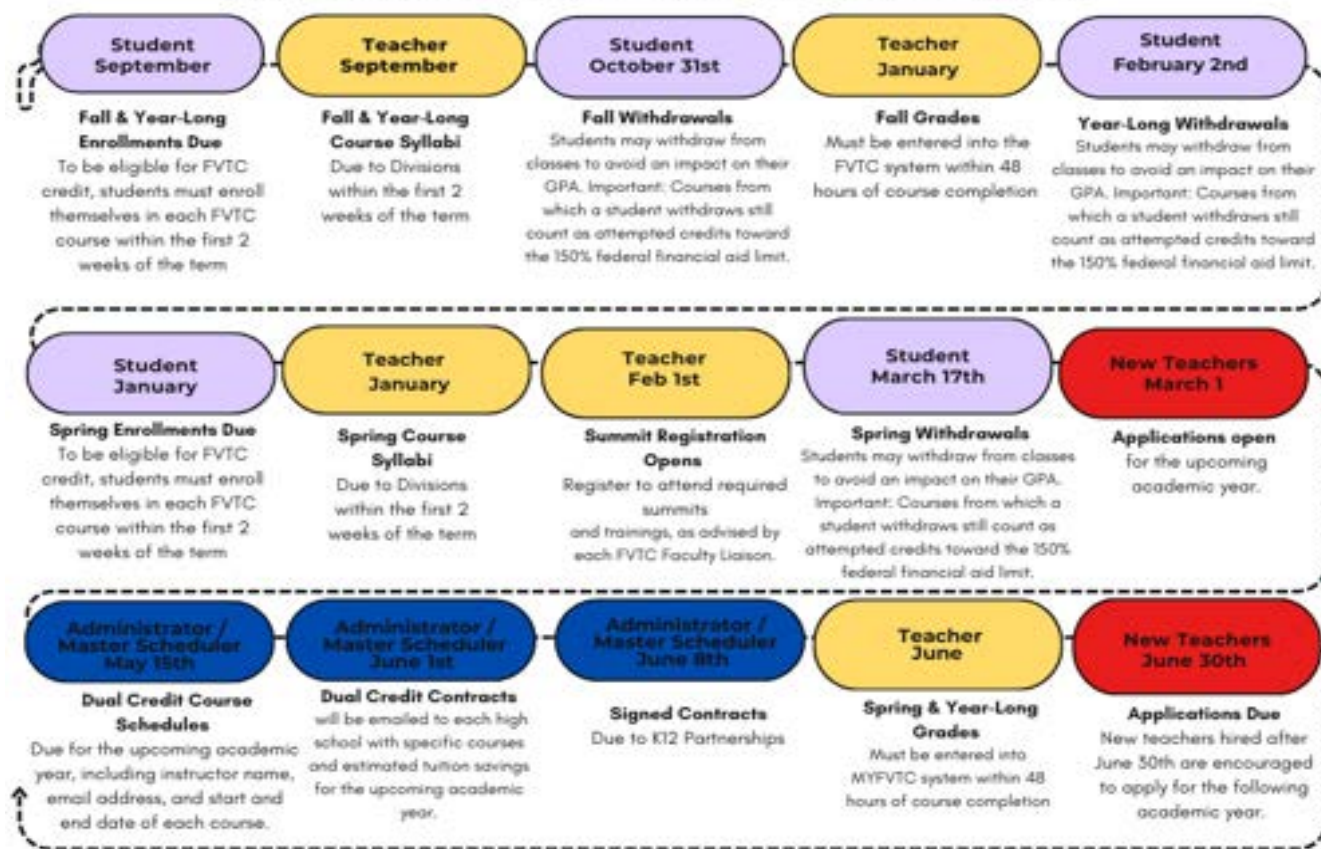 Student
September
Fall & Year-Long
Enrollments Due
To be eligible for FVTC
credit, students must enroll
themselves in each FVTC
course within the first 2
weeks of the term
Teacher
September
Fall & Year-Long
Course Syllabi
Due to Divisions
within the first 2
weeks of the term
Student
October 31st
Fall Withdrawals
Students may withdraw from
classes to avoid an impact on their
GPA. Important: Courses from
which a student withdraws still
count as attempted credits toward
the 150% federal financial aid limit.
Teacher
January
Fall Grades
Must be entered into the
FVTC system within 48
hours of course completion
Student
February 2nd
Year-Long Withdrawals
Students may withdraw from
classes to avoid an impact on their
GPA. Important: Courses from
which a student withdraws still
count as attempted credits toward
the 150% federal financial aid limit.
Student
January
Spring Enrollments Due
To be eligible for FVTC
credit, students must enroll
themselves in each FVTC
course within the first 2
weeks of the term
Teacher
January
Spring Course
Syllabi
Due to Divisions
within the first 2
weeks of the term
Teacher
Feb 1st
Summit Registration
Opens
Register to attend required
summits
and trainings, as advised by
each FVTC Faculty Liaison.
Student
March 17th
Spring Withdrawals
Students may withdraw from classes
to avoid an impact on their GPA.
Important: Courses from which a
student withdraws still count as
attempted credits toward the 150%
federal financial aid limit.
New Teachers
March 1
Applications open
for the upcoming
academic year.
Administrator /
Master Scheduler
May 15th
Dual Credit Course
Schedules
Due for the upcoming academic
year, including instructor name,
email address, and start and
end date of each course.
Administrator /
Master Scheduler
June 1st
Dual Credit Contracts
will be emailed to each high
school with specific courses
and estimated tuition savings
for the upcoming academic
year.
Administrator /
Master Scheduler
June 8th
Signed Contracts
Due to K12 Partnerships
Teacher
June
Spring & Year-Long
Grades
Must be entered into
MYFVTC system within 48
hours of course completion
New Teachers
June 30th
Applications Due
New teachers hired after
June 30th are encouraged
to apply for the following
academic year.